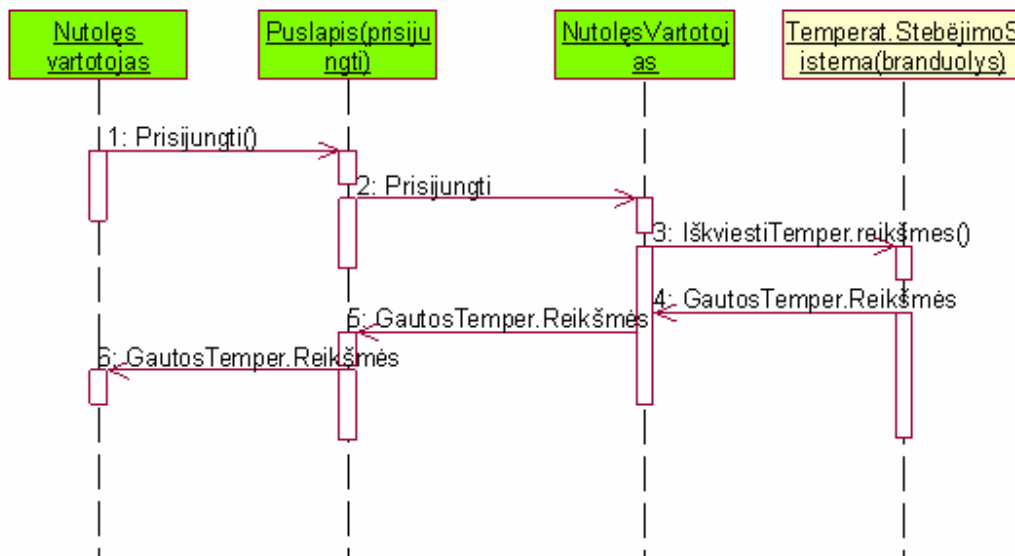 Nutolęs
vartotojas
Puslapis(prisiju
ngti)
NutolęsVartotoj
as
Temperat.StebėjimoS
istema(branduolys)
1: Prisijungti()
2: Prisijungti
3: IškviestiTemper.reikšmes()
4: GautosTemper.Reikšmės
5: GautosTemper.Reikšmės
6: GautosTemper.Reikšmės